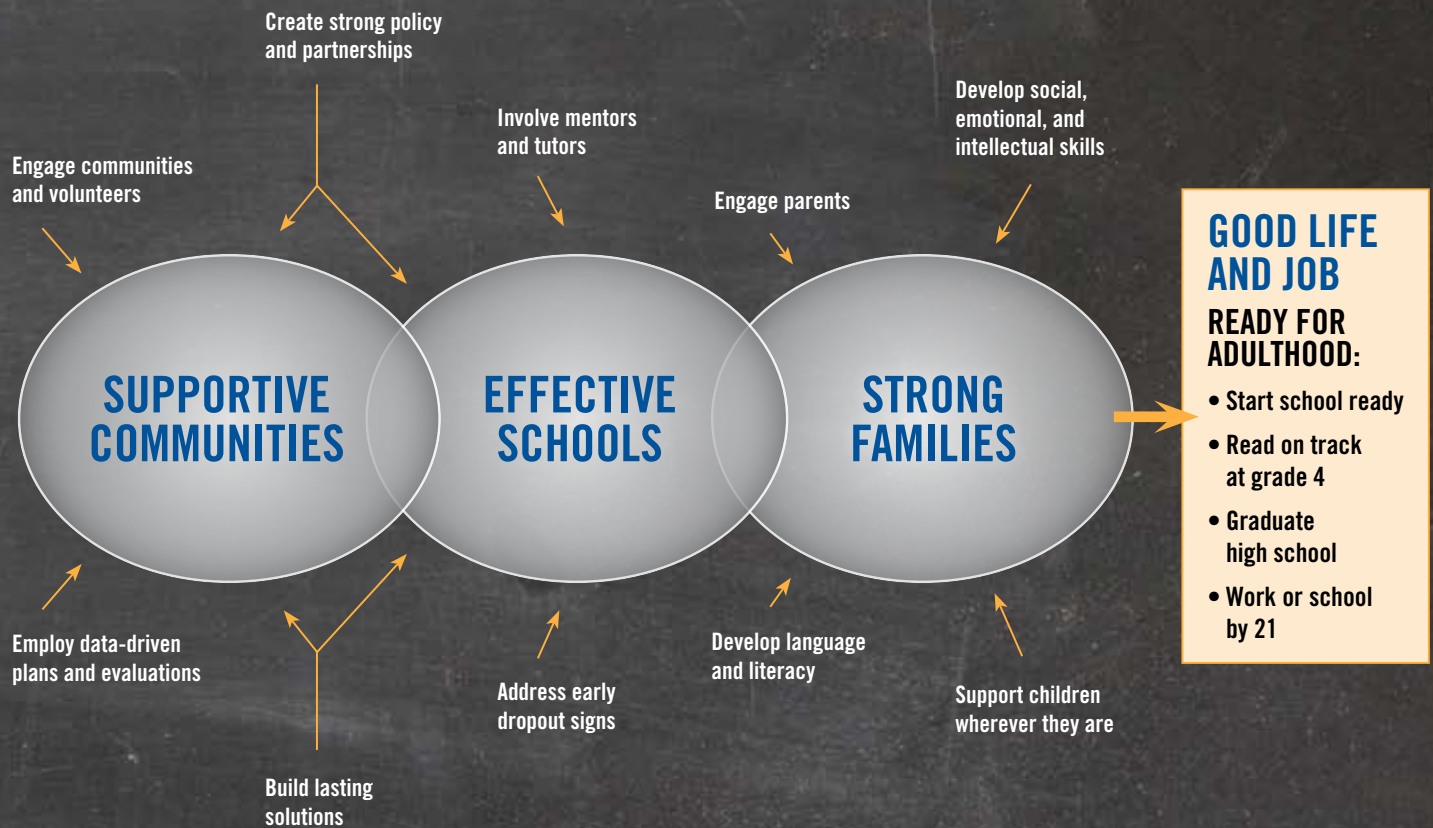 Create strong policy
and partnerships
Engage communities
and volunteers
Involve mentors
and tutors
Engage parents
Develop social,
emotional, and
intellectual skills
SUPPORTIVE
COMMUNITIES
EFFECTIVE
SCHOOLS
STRONG
FAMILIES
GOOD LIFE
AND JOB
READY FOR
ADULTHOOD:
• Start school ready
• Read on track
at grade 4
• Graduate
high school
• Work or school
by 21
Employ data-driven
plans and evaluations
Build lasting
solutions
Address early
dropout signs
Develop language
and literacy
Support children
wherever they are